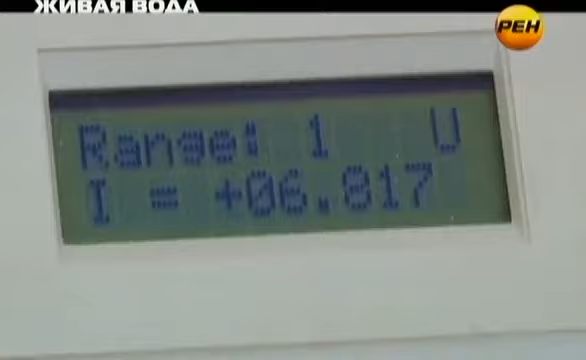 ЖИВАЯ ВОДА
РЕН
Range: 1 U
I = +06.817